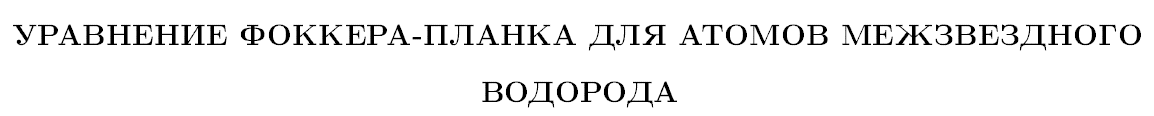 УРАВНЕНИЕ ФОККЕРА-ПЛАНКА ДЛЯ АТОМОВ МЕЖЗВЕЗДНОГО
ВОДОРОДА